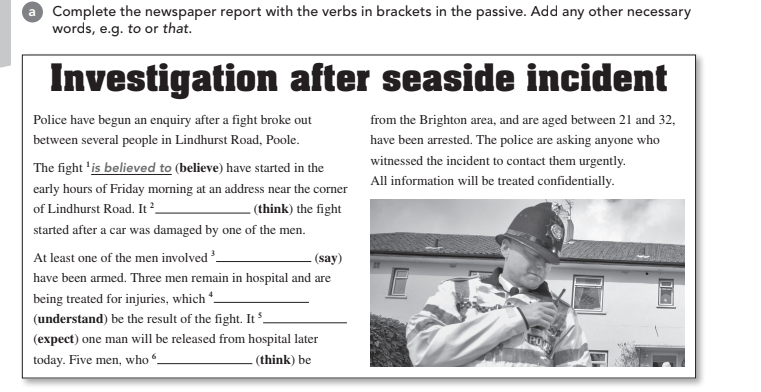 a Complete the newspaper report with the verbs in brackets in the passive. Add any other necessary
words, e.g. to or that.
Investigation after seaside incident
Police have begun an enquiry after a fight broke out
between several people in Lindhurst Road, Poole.
The fight 1 is believed to (believe) have started in the
early hours of Friday morning at an address near the corner
of Lindhurst Road. It 2 ____________ (think) the fight
started after a car was damaged by one of the men.
At least one of the men involved 3 ____________ (say)
have been armed. Three men remain in hospital and are
being treated for injuries, which 4 ____________
(understand) be the result of the fight. It 5 ____________
(expect) one man will be released from hospital later
today. Five men, who 6 ____________ (think) be
from the Brighton area, and are aged between 21 and 32,
have been arrested. The police are asking anyone who
witnessed the incident to contact them urgently.
All information will be treated confidentially.